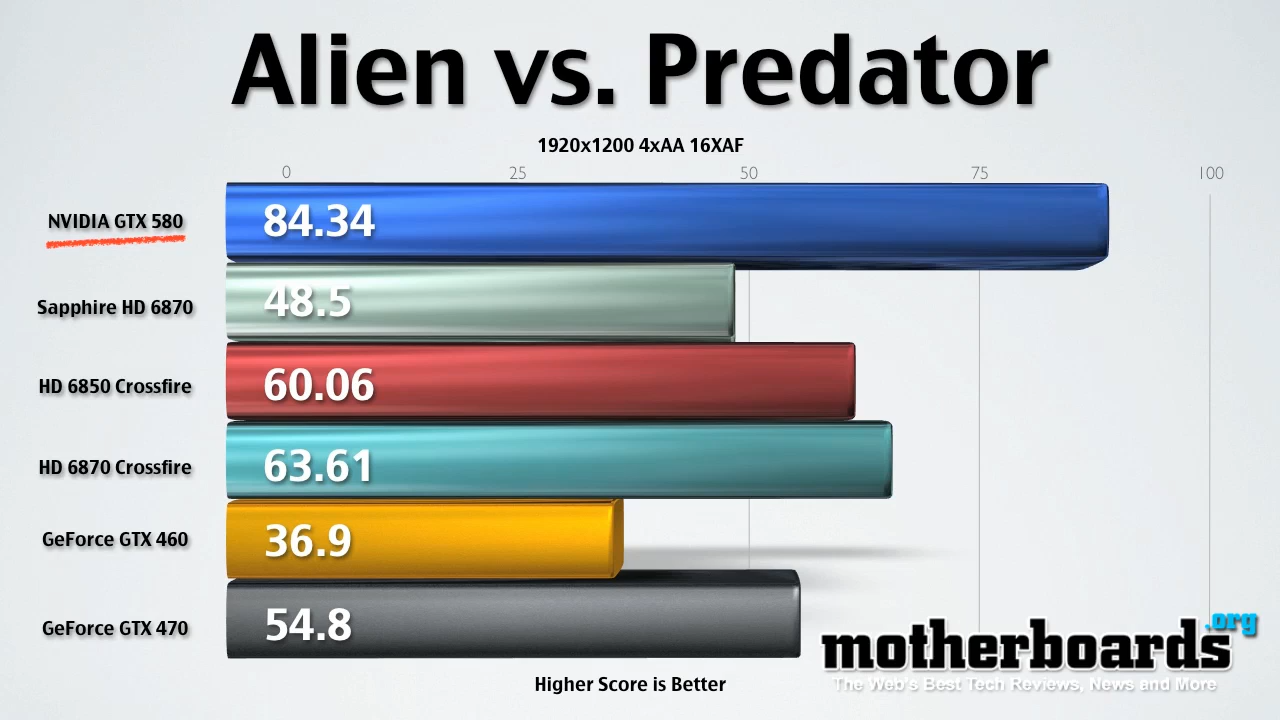 Alien vs. Predator
1920x1200 4xAA 16XAF
0 25 50 75 100
NVIDIA GTX 580 84.34
Sapphire HD 6870 48.5
HD 6850 Crossfire 60.06
HD 6870 Crossfire 63.61
GeForce GTX 460 36.9
GeForce GTX 470 54.8
motherboards.org
The Web's Best Tech Reviews, News and More
Higher Score is Better